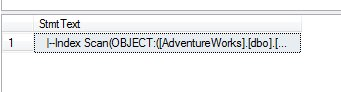 StmtText
1 |--Index Scan(OBJECT:([AdventureWorks].[dbo].[...